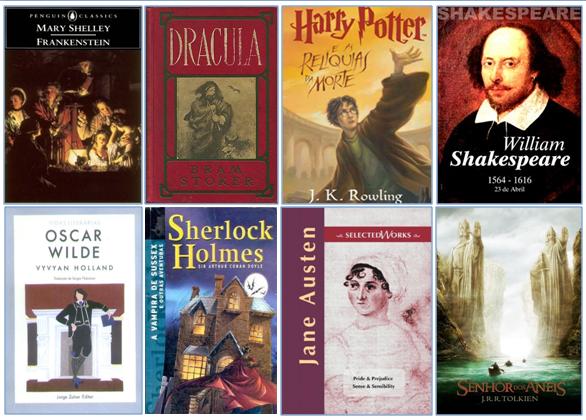 PENGUIN CLASSICS
MARY SHELLEY
FRANKENSTEIN
DRACULA
BRAM
STOKER
Harry Potter
E AS
RELÍQUIAS
DA
MORTE
J. K. Rowling
SHAKESPEARE
William
Shakespeare
1564 - 1616
23 de Abril
VIDAS LITERÁRIAS
OSCAR
WILDE
VYVYAN HOLLAND
Jorge Zahar Editor
A VAMPIRA DE SUSSEX
E OUTRAS AVENTURAS
Sherlock
Holmes
SIR ARTHUR CONAN DOYLE
Jane Austen
SELECTED WORKS
Pride & Prejudice
Sense & Sensibility
O
SENHOR DOS ANÉIS
J.R.R.TOLKIEN